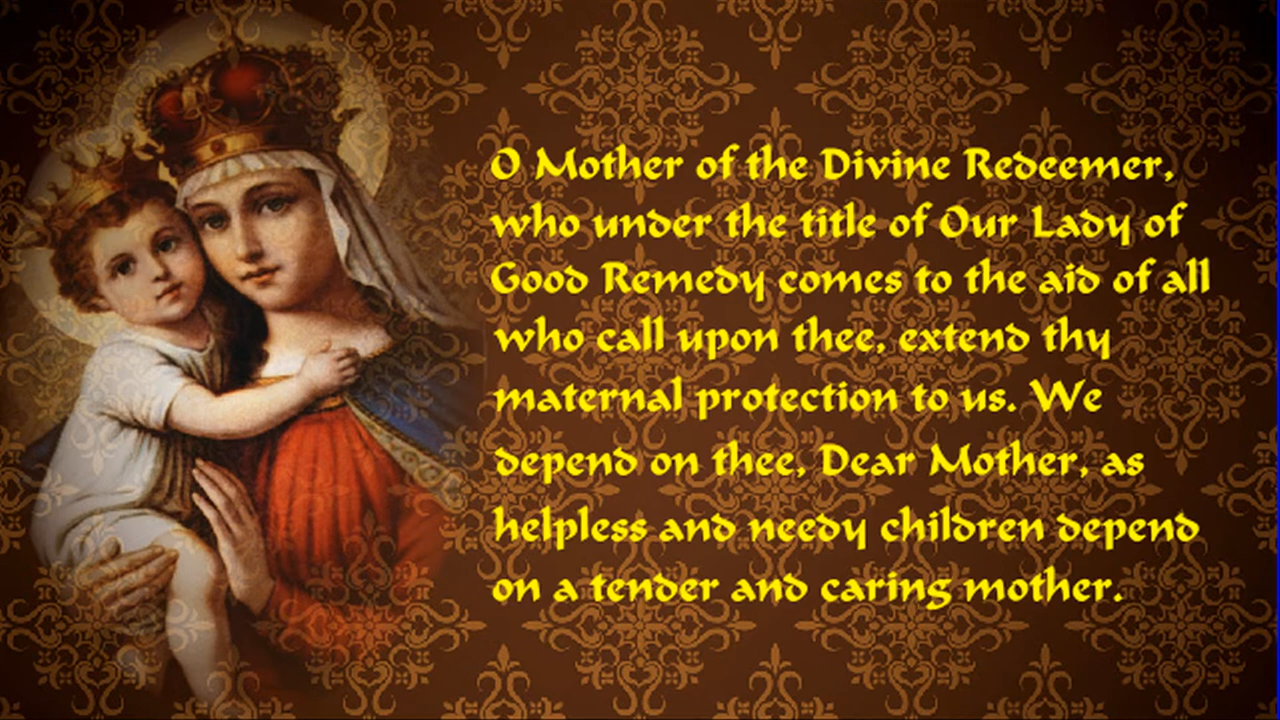 O Mother of the Divine Redeemer,
who under the title of Our Lady of
Good Remedy comes to the aid of all
who call upon thee, extend thy
maternal protection to us. We
depend on thee, Dear Mother, as
helpless and needy children depend
on a tender and caring mother.